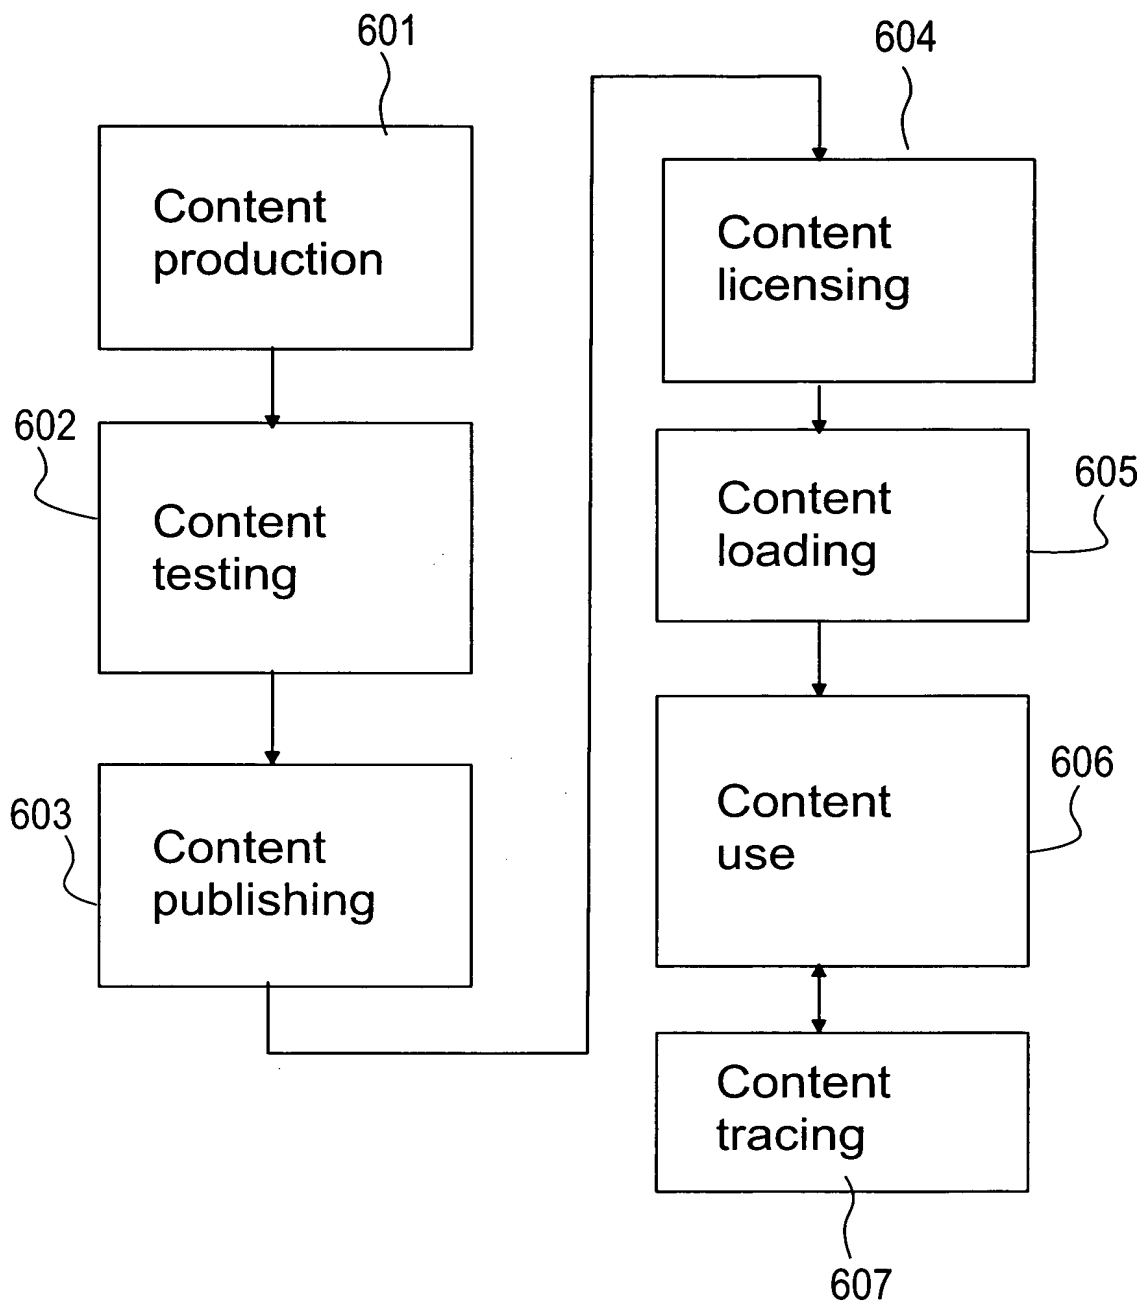 601
Content
production
602
Content
testing
603
Content
publishing
604
Content
licensing
605
Content
loading
606
Content
use
Content
tracing
607